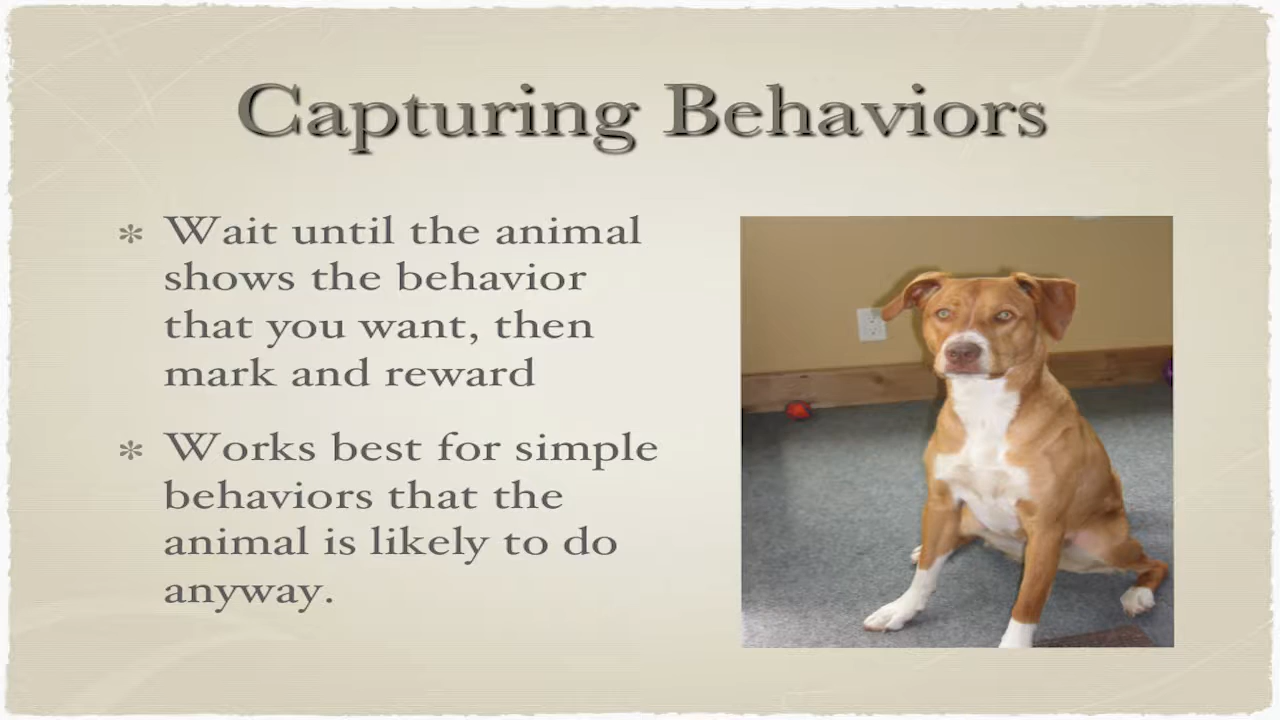 Capturing Behaviors
* Wait until the animal
shows the behavior
that you want, then
mark and reward
* Works best for simple
behaviors that the
animal is likely to do
anyway.